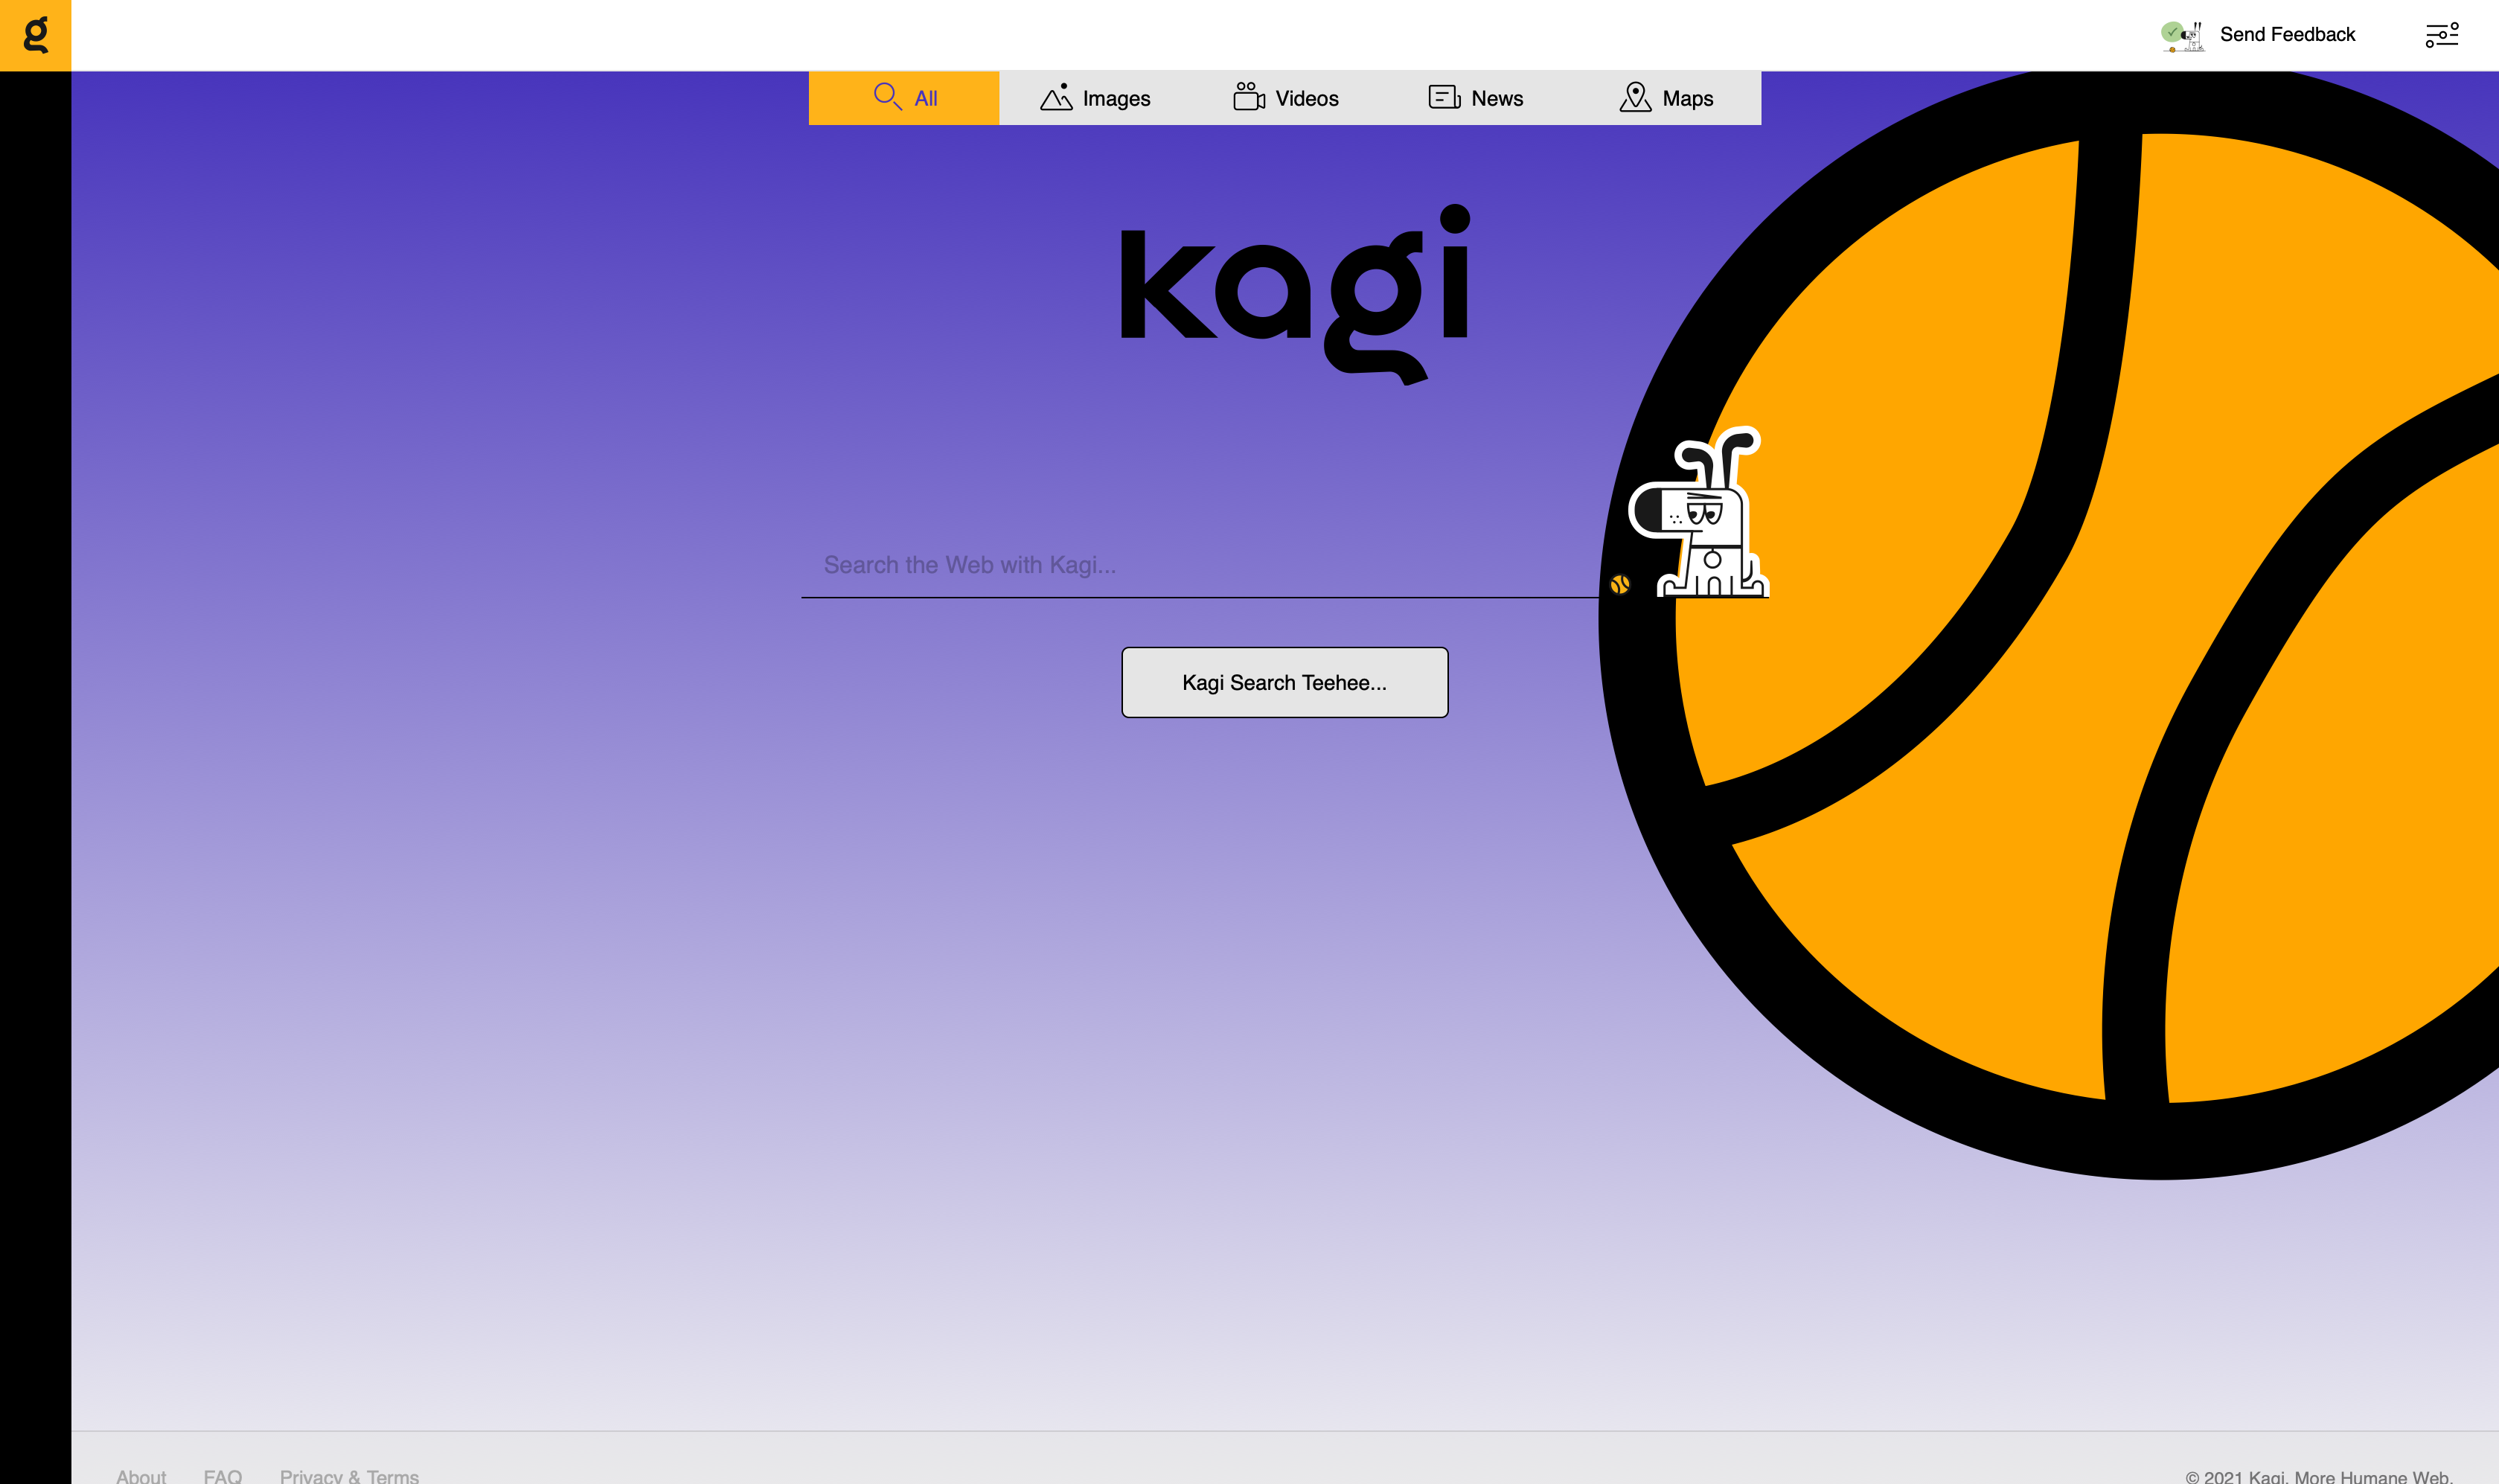 g
Send Feedback
All
Images
Videos
News
Maps
kagi
Search the Web with Kagi...
Kagi Search Teehee...
About
FAQ
Privacy & Terms
© 2021 Kagi. More Humane Web.